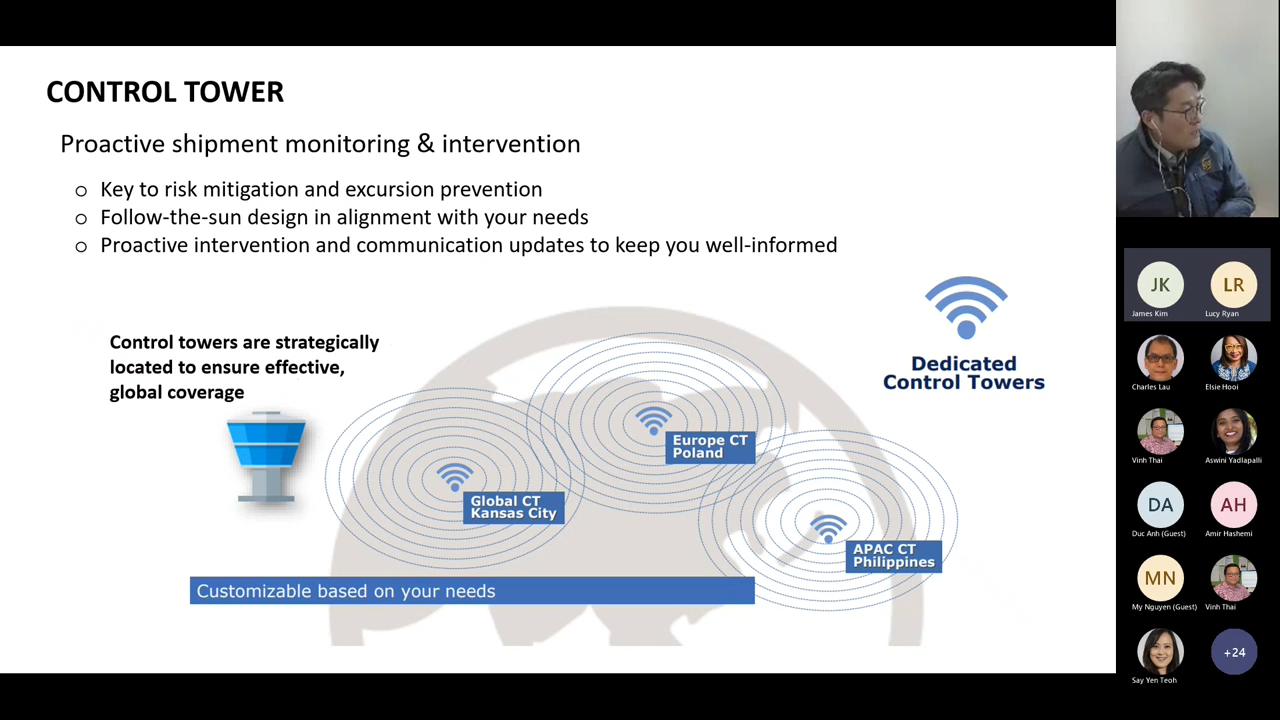 CONTROL TOWER
Proactive shipment monitoring & intervention
o Key to risk mitigation and excursion prevention
o Follow-the-sun design in alignment with your needs
o Proactive intervention and communication updates to keep you well-informed
Control towers are strategically
located to ensure effective,
global coverage
Dedicated
Control Towers
Europe CT
Poland
Global CT
Kansas City
APAC CT
Philippines
Customizable based on your needs
JK
LR
James Kim
Lucy Ryan
Charles Lau
Elsie Hooi
Vinh Thai
Aswini Yadlapalli
DA
AH
Duc Anh (Guest)
Amir Hashemi
MN
My Nguyen (Guest)
Vinh Thai
+24
Say Yen Teoh